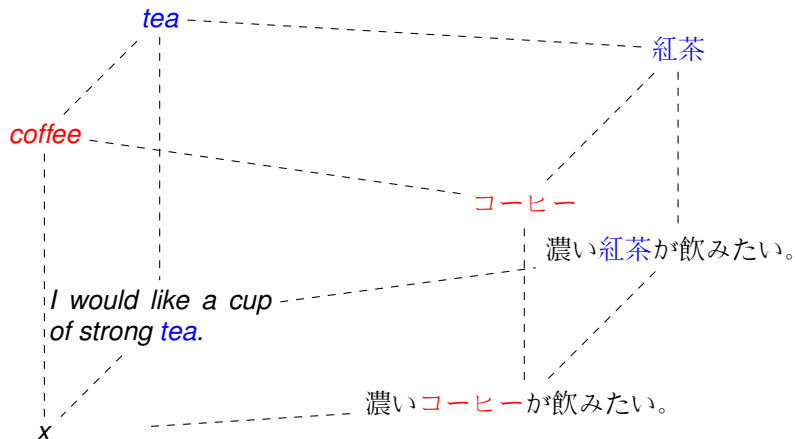 tea
紅茶
coffee
コーヒー
濃い紅茶が飲みたい。
I would like a cup
of strong tea.
濃いコーヒーが飲みたい。
x